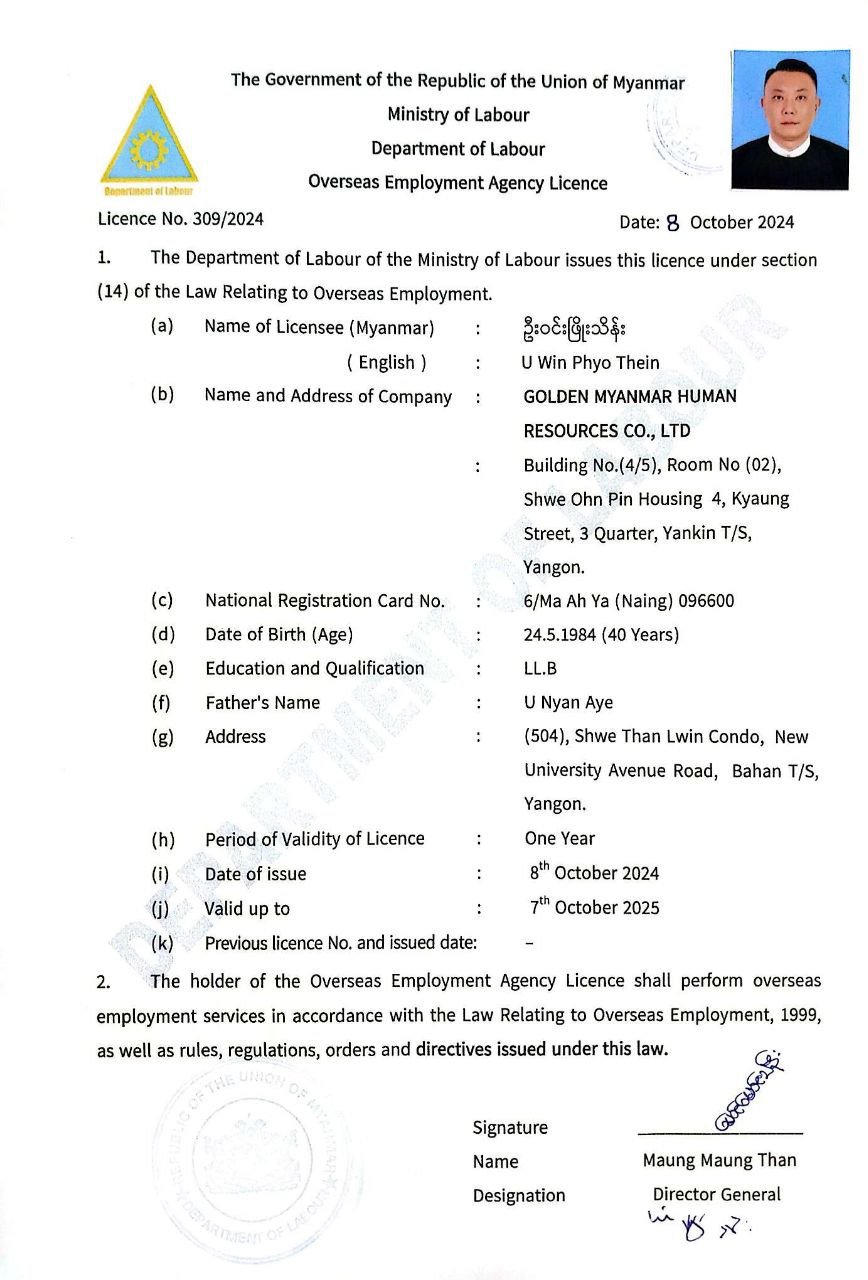 The Government of the Republic of the Union of Myanmar
Ministry of Labour
Department of Labour
Overseas Employment Agency Licence
Department of Labour
Licence No. 309/2024
Date: 8 October 2024
1. The Department of Labour of the Ministry of Labour issues this licence under section
(14) of the Law Relating to Overseas Employment.
(a) Name of Licensee (Myanmar) : ဦးဝင်းဖြိုးသိန်း
( English ) : U Win Phyo Thein
(b) Name and Address of Company : GOLDEN MYANMAR HUMAN
RESOURCES CO., LTD
: Building No.(4/5), Room No (02),
Shwe Ohn Pin Housing 4, Kyaung
Street, 3 Quarter, Yankin T/S,
Yangon.
(c) National Registration Card No. : 6/Ma Ah Ya (Naing) 096600
(d) Date of Birth (Age) : 24.5.1984 (40 Years)
(e) Education and Qualification : LL.B
(f) Father's Name : U Nyan Aye
(g) Address : (504), Shwe Than Lwin Condo, New
University Avenue Road, Bahan T/S,
Yangon.
(h) Period of Validity of Licence : One Year
(i) Date of issue : 8th October 2024
(j) Valid up to : 7th October 2025
(k) Previous licence No. and issued date: –
2. The holder of the Overseas Employment Agency Licence shall perform overseas
employment services in accordance with the Law Relating to Overseas Employment, 1999,
as well as rules, regulations, orders and directives issued under this law.
DEPARTMENT OF LABOUR
REPUBLIC OF THE UNION OF MYANMAR
DEPARTMENT OF LABOUR
Signature
Name Maung Maung Than
Designation Director General